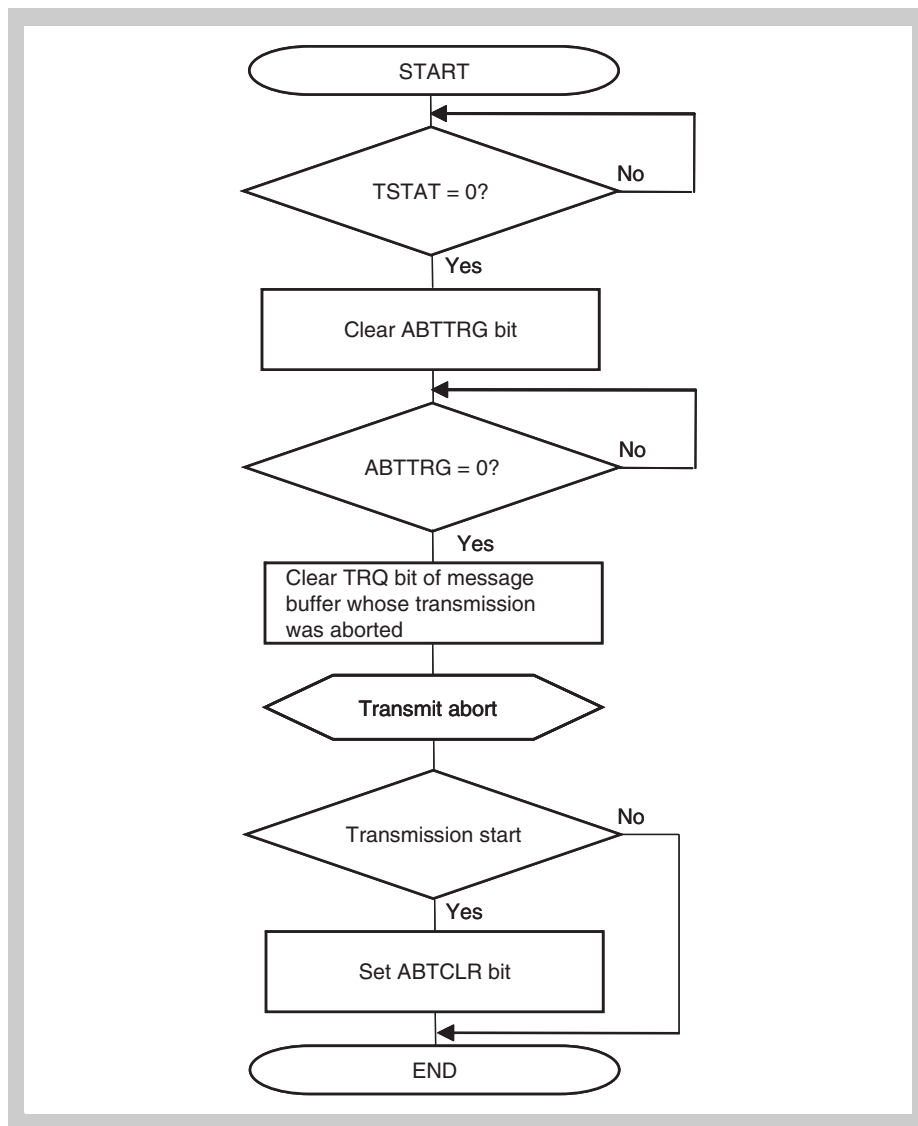 START
TSTAT = 0?
No
Yes
Clear ABTTRG bit
ABTTRG = 0?
No
Yes
Clear TRQ bit of message
buffer whose transmission
was aborted
Transmit abort
Transmission start
No
Yes
Set ABTCLR bit
END